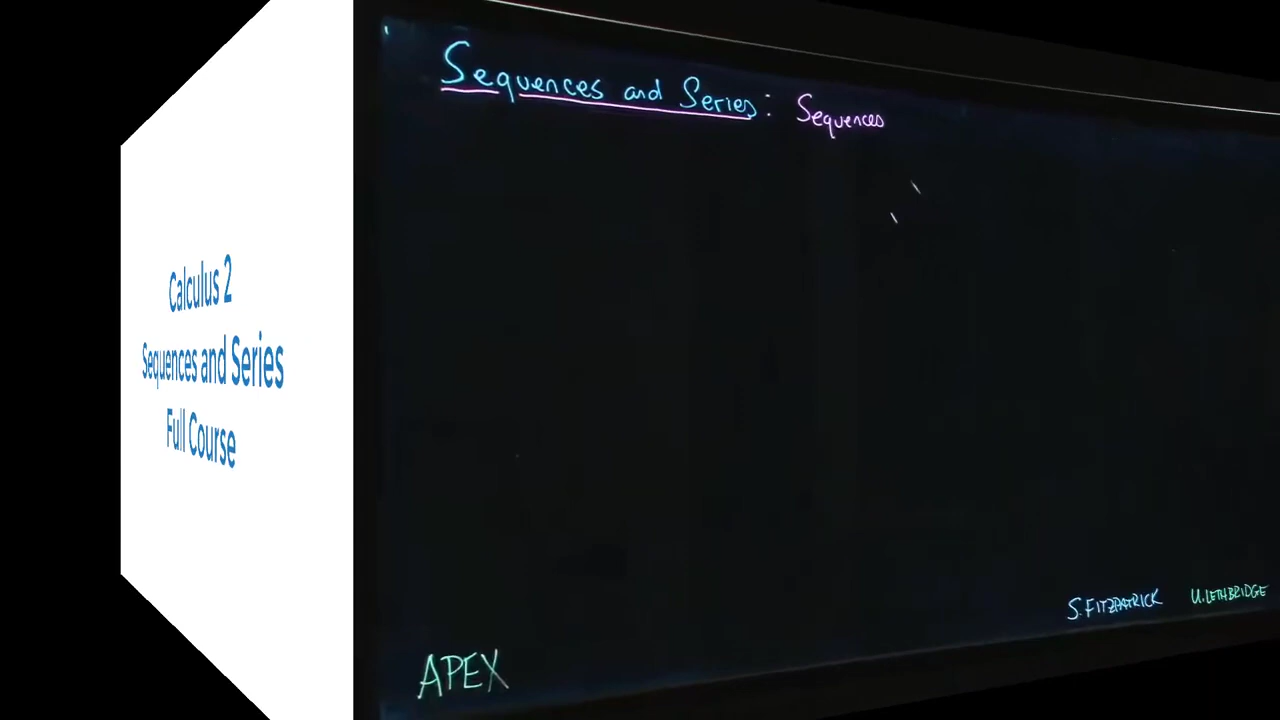 Calculus 2
Sequences and Series
Full Course
Sequences and Series: Sequences
S. FITZPATRICK U. LETHBRIDGE
APEX